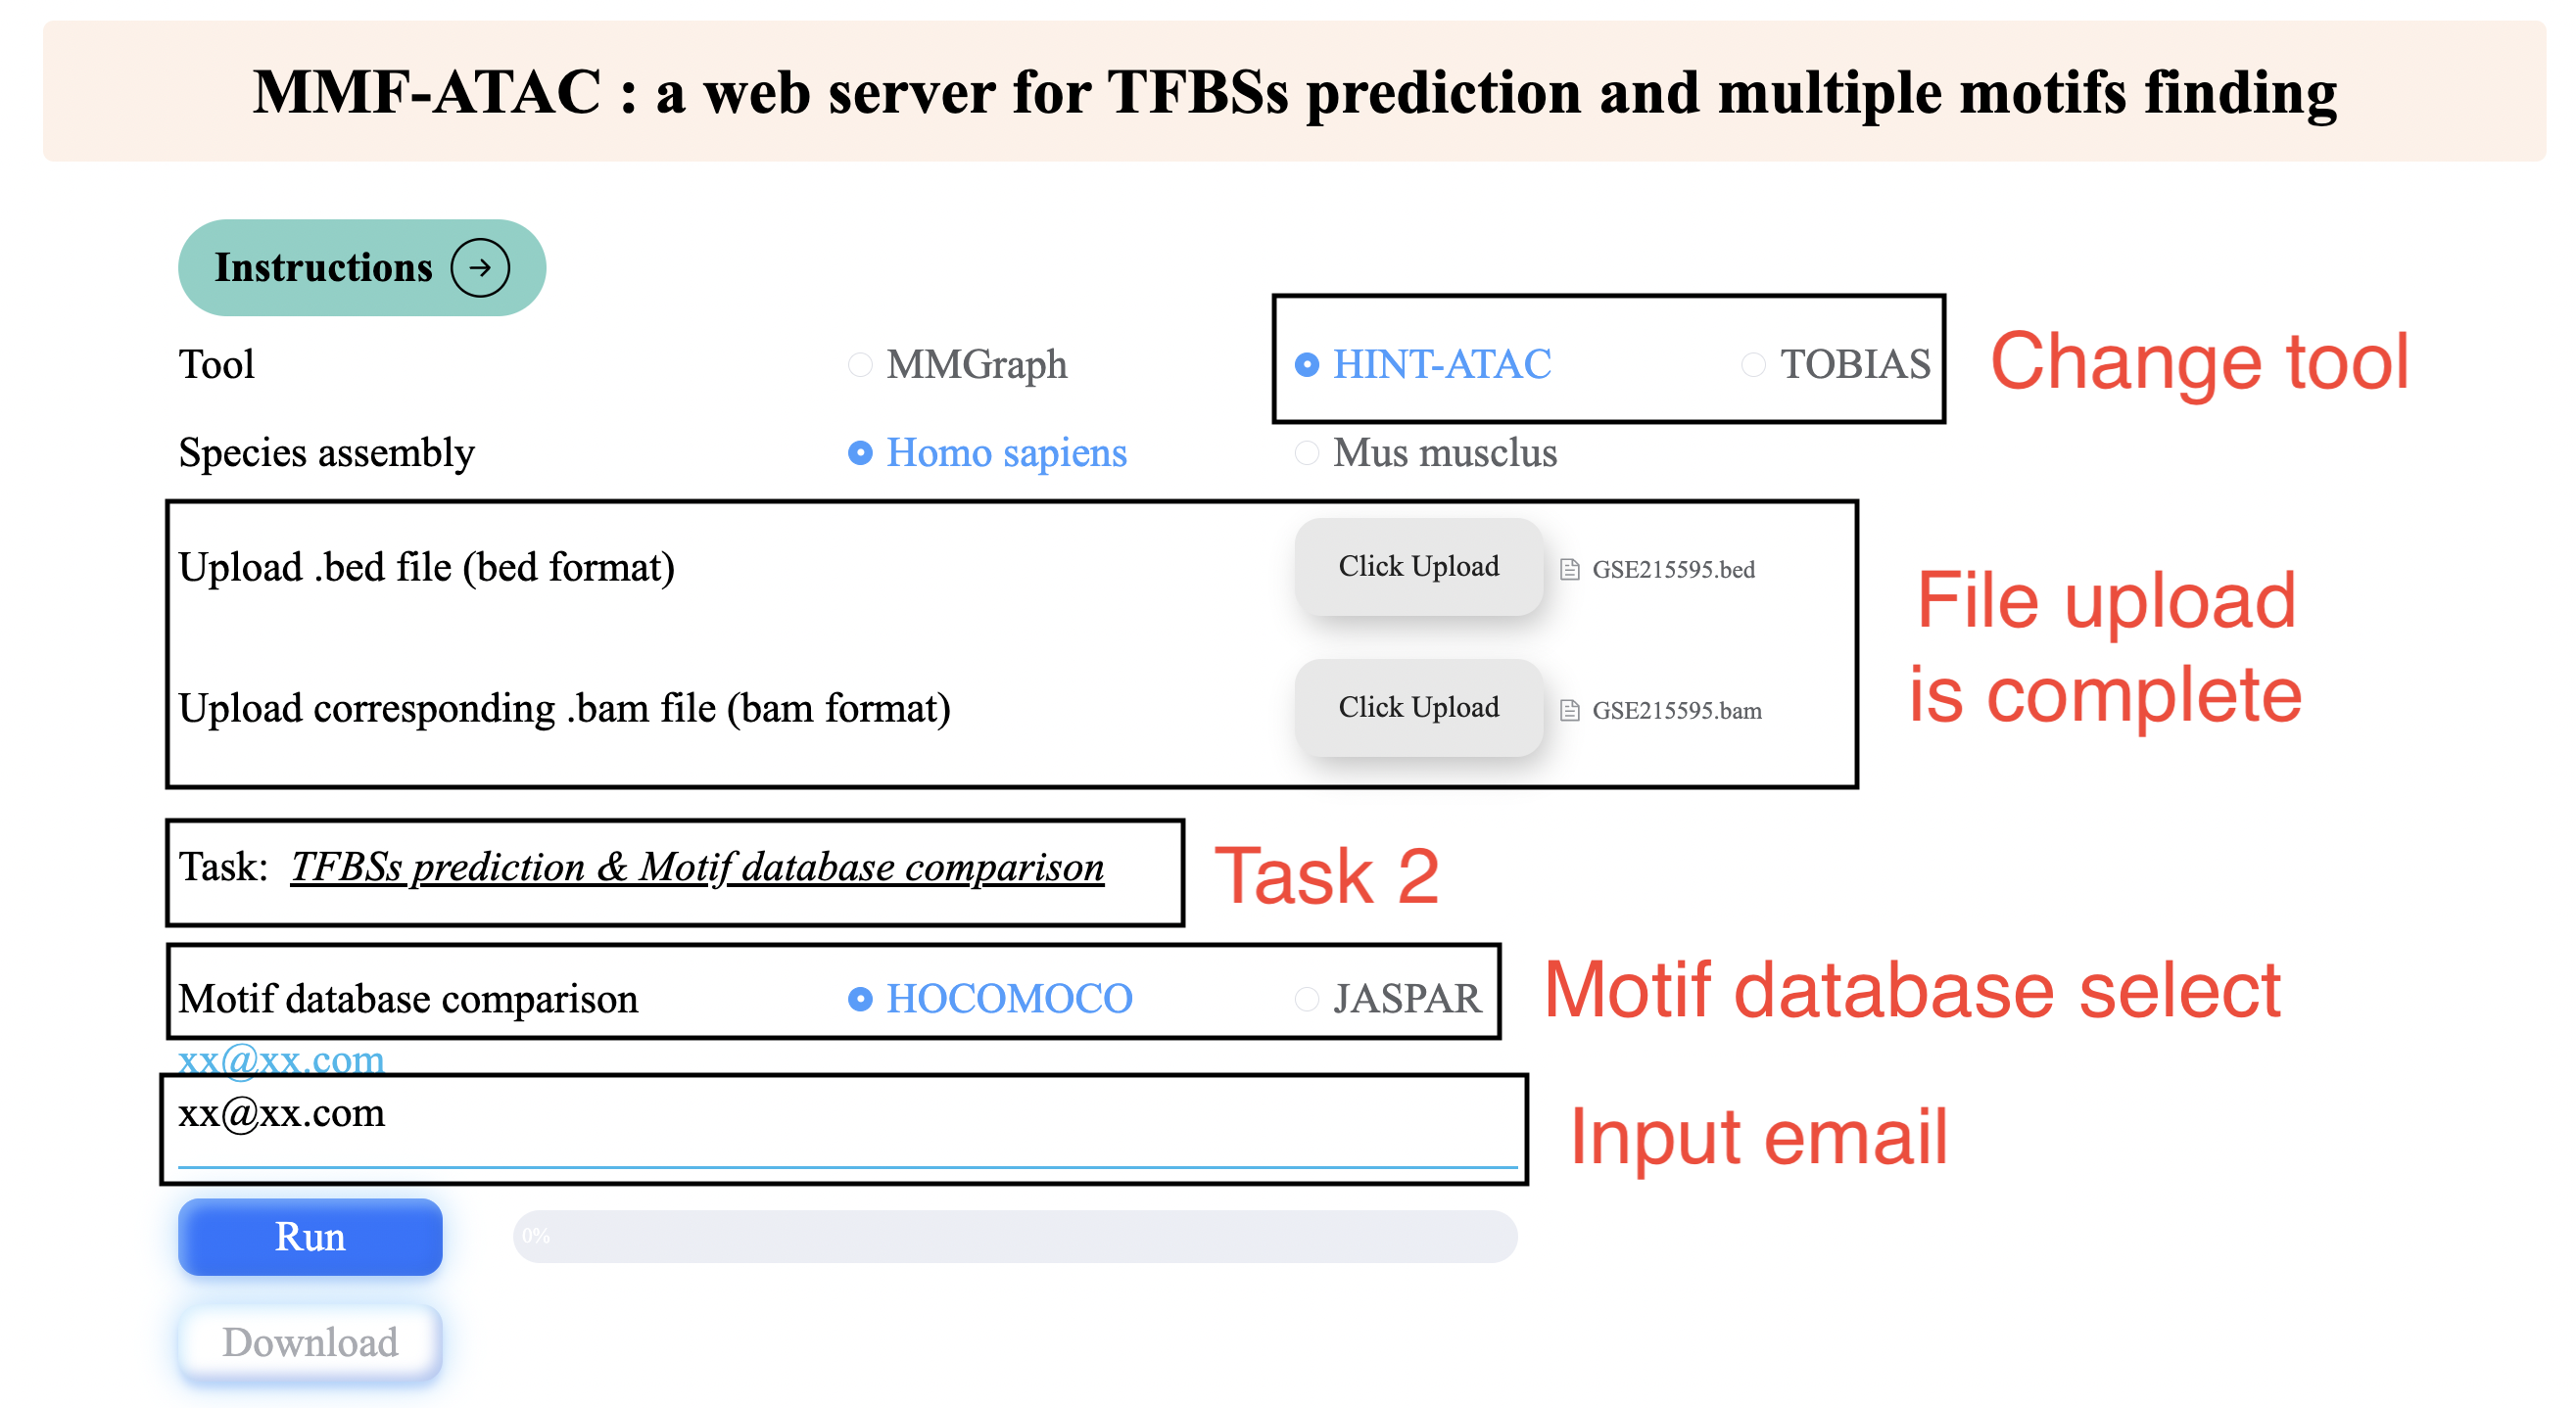 MMF-ATAC : a web server for TFBSs prediction and multiple motifs finding
Instructions
Tool MMGraph HINT-ATAC TOBIAS Change tool
Species assembly Homo sapiens Mus musclus
Upload .bed file (bed format) Click Upload GSE215595.bed
File upload
is complete
Upload corresponding .bam file (bam format) Click Upload GSE215595.bam
Task: TFBSs prediction & Motif database comparison Task 2
Motif database comparison HOCOMOCO JASPAR Motif database select
xx@xx.com
xx@xx.com Input email
Run 0%
Download